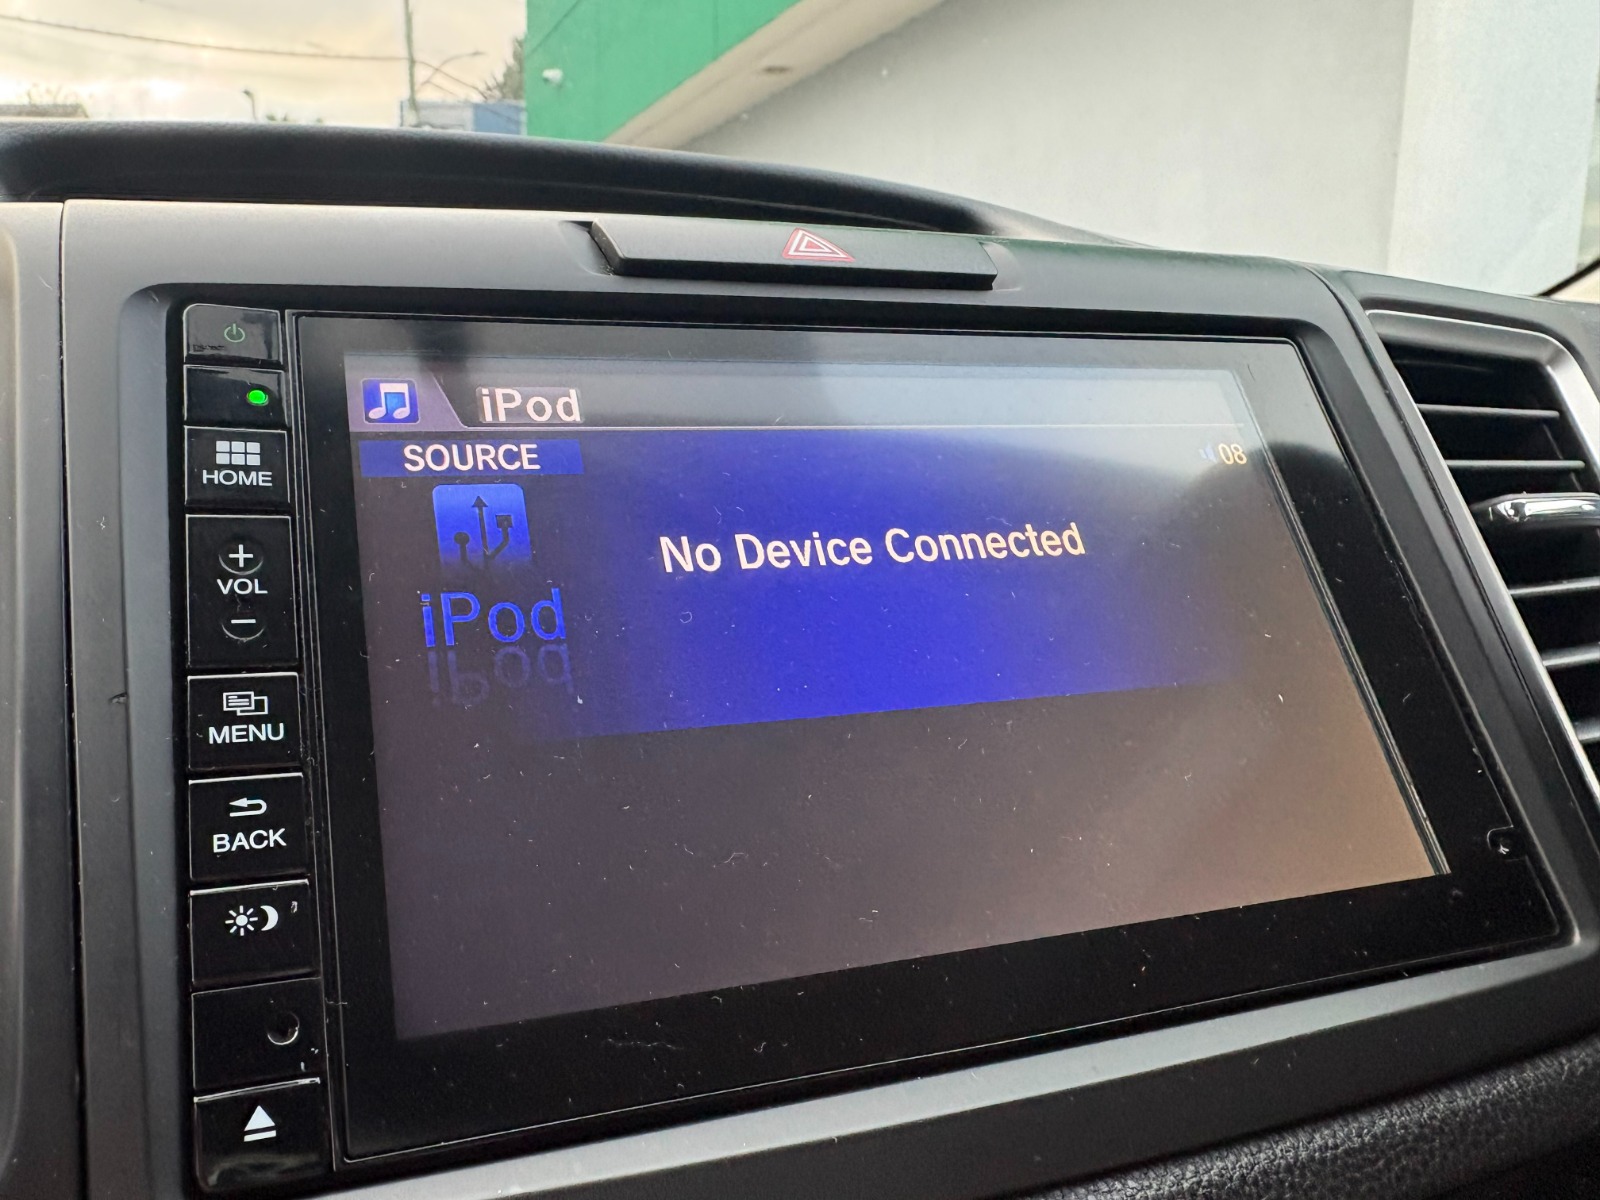 iPod
SOURCE
08
No Device Connected
iPod
HOME
+
VOL
−
MENU
BACK